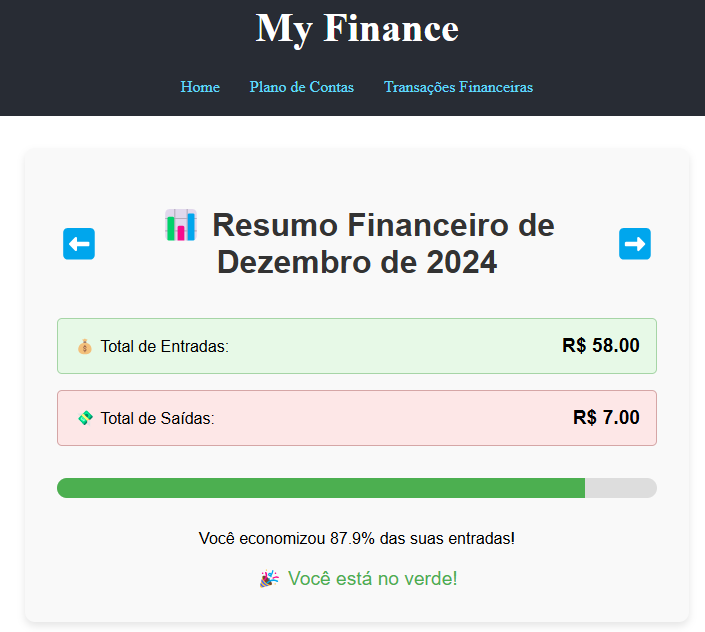 My Finance
Home Plano de Contas Transações Financeiras
Resumo Financeiro de
Dezembro de 2024
Total de Entradas: R$ 58.00
Total de Saídas: R$ 7.00
Você economizou 87.9% das suas entradas!
Você está no verde!